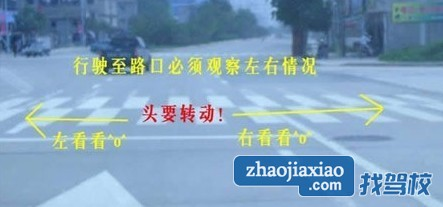 行驶至路口必须观察左右情况
头要转动!
左看看^o^
右看看^o^
zhaojiaxiao
.com
找驾校